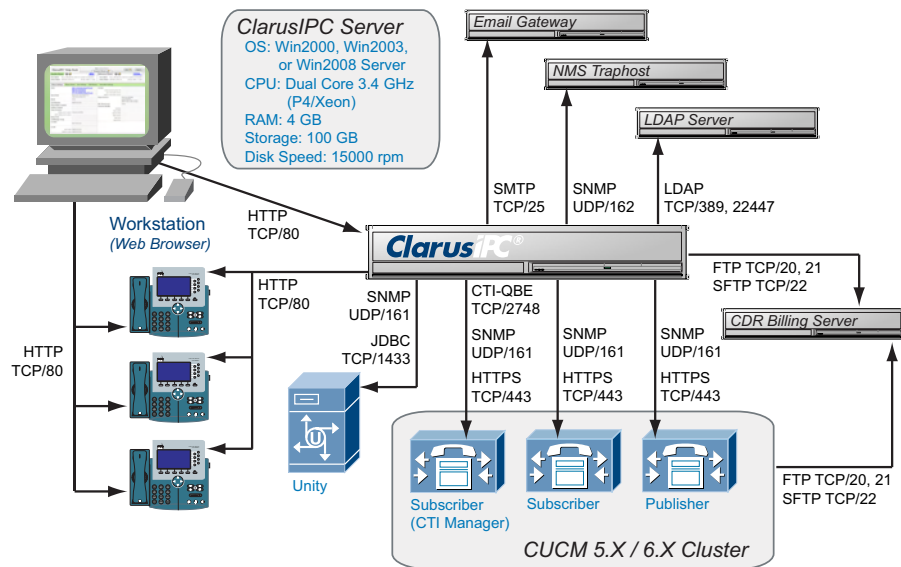 ClarusIPC Server
OS: Win2000, Win2003,
or Win2008 Server
CPU: Dual Core 3.4 GHz
(P4/Xeon)
RAM: 4 GB
Storage: 100 GB
Disk Speed: 15000 rpm
Email Gateway
NMS Traphost
LDAP Server
SMTP
TCP/25
SNMP
UDP/162
LDAP
TCP/389, 22447
HTTP
TCP/80
Workstation
(Web Browser)
ClarusIPC®
FTP TCP/20, 21
SFTP TCP/22
CDR Billing Server
HTTP
TCP/80
HTTP
TCP/80
SNMP
UDP/161
JDBC
TCP/1433
CTI-QBE
TCP/2748
SNMP
UDP/161
HTTPS
TCP/443
SNMP
UDP/161
HTTPS
TCP/443
SNMP
UDP/161
HTTPS
TCP/443
U
Unity
Subscriber
(CTI Manager)
Subscriber
Publisher
FTP TCP/20, 21
SFTP TCP/22
CUCM 5.X / 6.X Cluster